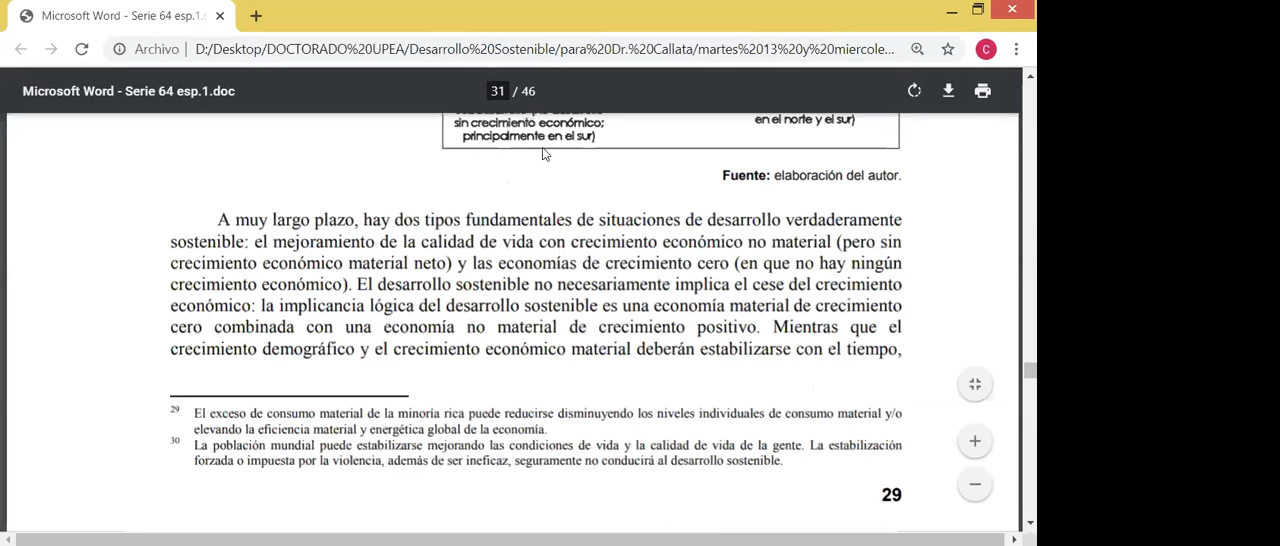 Microsoft Word - Serie 64 esp.1.c
Archivo
D:/Desktop/DOCTORADO%20UPEA/Desarrollo%20Sostenible/para%20Dr.%20Callata/martes%2013%20y%20miercole...
C
Microsoft Word - Serie 64 esp.1.doc
31 / 46
sin crecimiento económico;
principalmente en el sur)
en el norte y el sur)
Fuente: elaboración del autor.
A muy largo plazo, hay dos tipos fundamentales de situaciones de desarrollo verdaderamente
sostenible: el mejoramiento de la calidad de vida con crecimiento económico no material (pero sin
crecimiento económico material neto) y las economías de crecimiento cero (en que no hay ningún
crecimiento económico). El desarrollo sostenible no necesariamente implica el cese del crecimiento
económico: la implicancia lógica del desarrollo sostenible es una economía material de crecimiento
cero combinada con una economía no material de crecimiento positivo. Mientras que el
crecimiento demográfico y el crecimiento económico material deberán estabilizarse con el tiempo,
29 El exceso de consumo material de la minoría rica puede reducirse disminuyendo los niveles individuales de consumo material y/o
elevando la eficiencia material y energética global de la economía.
30 La población mundial puede estabilizarse mejorando las condiciones de vida y la calidad de vida de la gente. La estabilización
forzada o impuesta por la violencia, además de ser ineficaz, seguramente no conducirá al desarrollo sostenible.
29